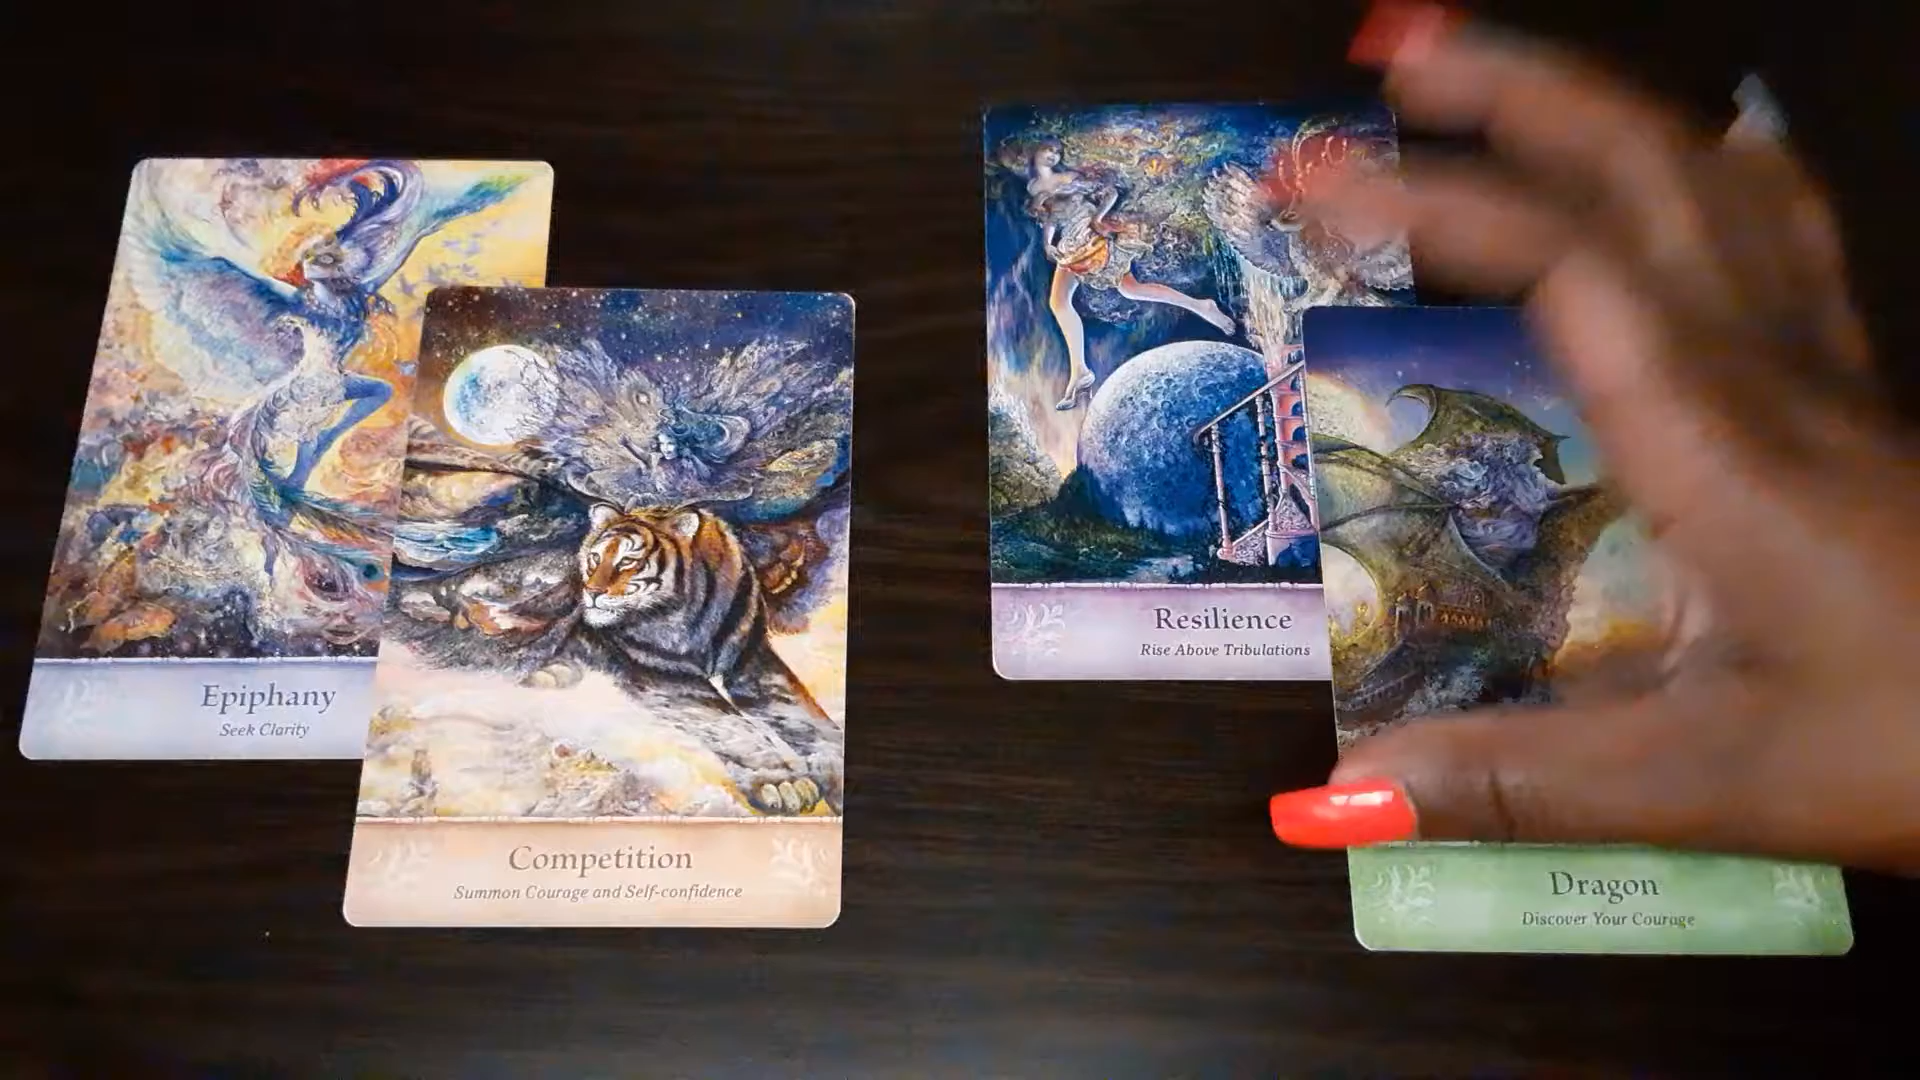 Epiphany
Seek Clarity
Competition
Summon Courage and Self-confidence
Resilience
Rise Above Tribulations
Dragon
Discover Your Courage